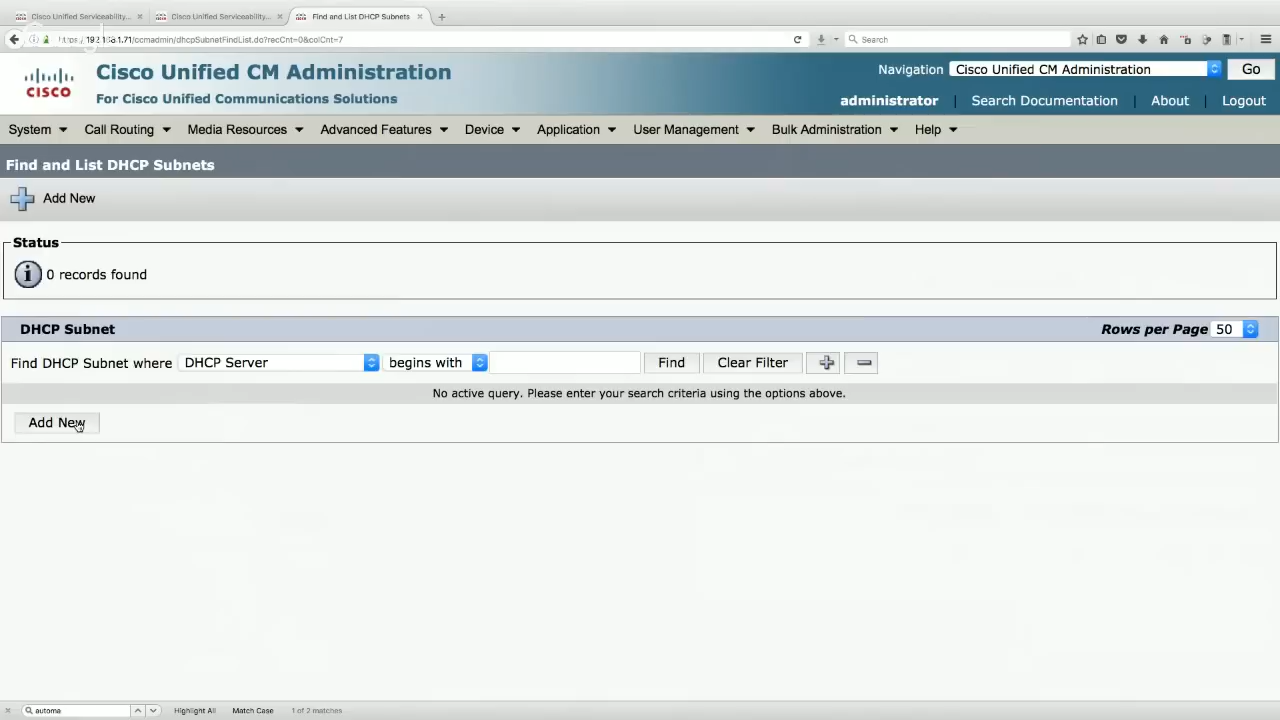 Cisco Unified Serviceability...
Cisco Unified Serviceability...
Find and List DHCP Subnets
.1.71/ccmadmin/dhcpSubnetFindList.do?recCnt=0&colCnt=7
Search
CISCO
Cisco Unified CM Administration
For Cisco Unified Communications Solutions
Navigation
Cisco Unified CM Administration
Go
administrator | Search Documentation | About | Logout
System Call Routing Media Resources Advanced Features Device Application User Management Bulk Administration Help
Find and List DHCP Subnets
Add New
Status
0 records found
DHCP Subnet
Rows per Page 50
Find DHCP Subnet where DHCP Server begins with Find Clear Filter
No active query. Please enter your search criteria using the options above.
Add New
automa Highlight All Match Case 1 of 2 matches